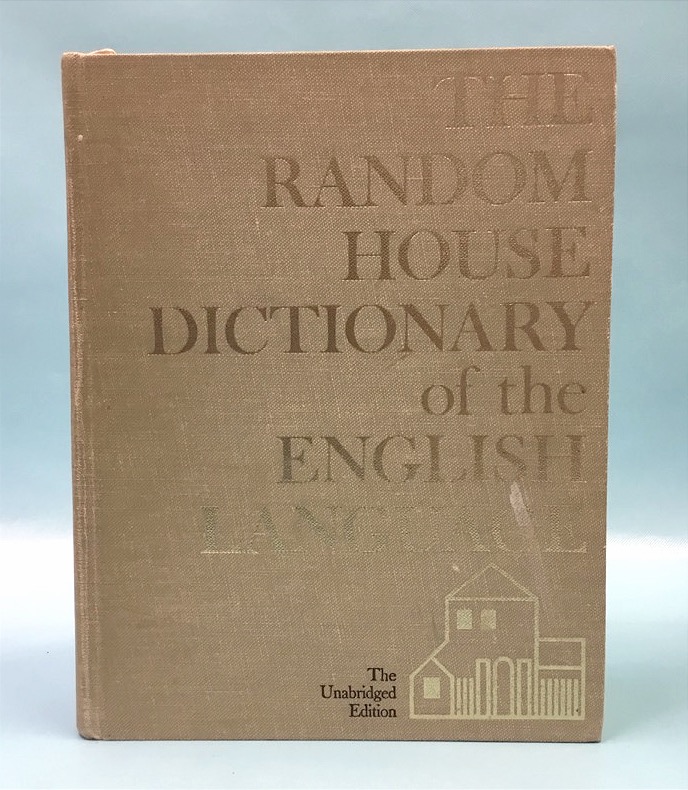 THE
RANDOM
HOUSE
DICTIONARY
of the
ENGLISH
LANGUAGE
The
Unabridged
Edition